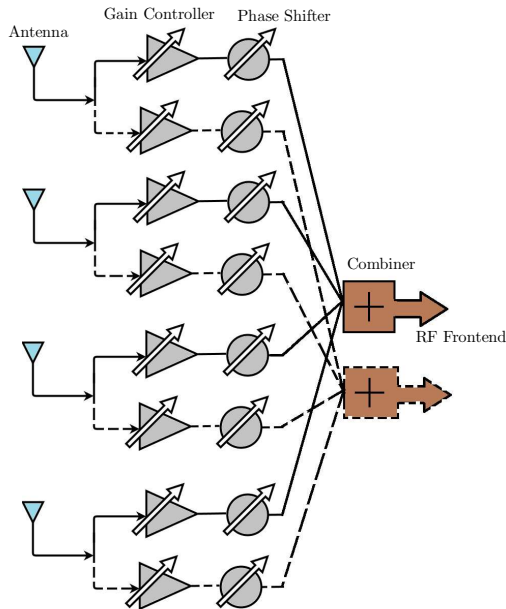 Gain Controller
Phase Shifter
Antenna
Combiner
RF Frontend